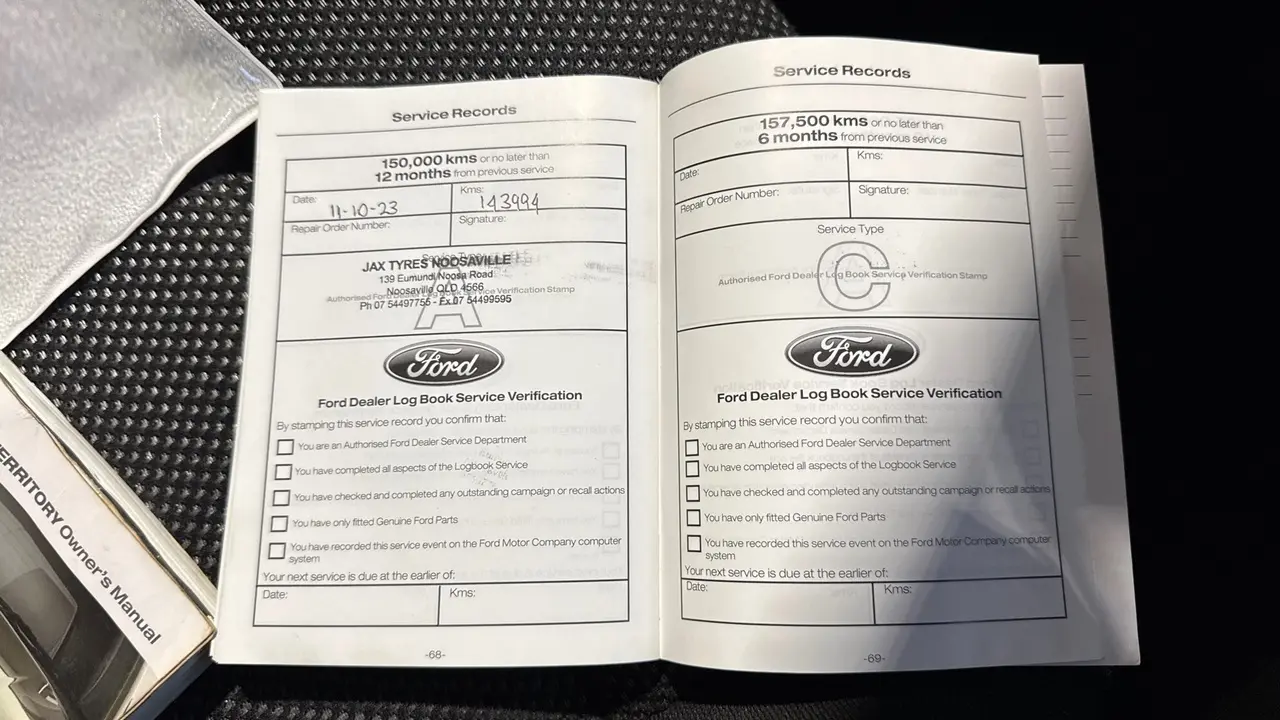 Service Records
150,000 kms or no later than
12 months from previous service
Date: 11-10-23
Kms: 143994
Repair Order Number:
Signature:
Service Type
JAX TYRES NOOSAVILLE
139 Eumundi Noosa Road
Noosaville QLD 4566
Authorised Ford Dealer Log Book Service Verification Stamp
Ph 07 54497755 - Ex.07 54499595
A
Ford
Ford Dealer Log Book Service Verification
By stamping this service record you confirm that:
You are an Authorised Ford Dealer Service Department
You have completed all aspects of the Logbook Service
You have checked and completed any outstanding campaign or recall actions
You have only fitted Genuine Ford Parts
You have recorded this service event on the Ford Motor Company computer
system
Your next service is due at the earlier of:
Date:
Kms:
-68-
Service Records
157,500 kms or no later than
6 months from previous service
Date:
Kms:
Repair Order Number:
Signature:
Service Type
C
Authorised Ford Dealer Log Book Service Verification Stamp
Ford
Ford Dealer Log Book Service Verification
By stamping this service record you confirm that:
You are an Authorised Ford Dealer Service Department
You have completed all aspects of the Logbook Service
You have checked and completed any outstanding campaign or recall actions
You have only fitted Genuine Ford Parts
You have recorded this service event on the Ford Motor Company computer
system
Your next service is due at the earlier of:
Date:
Kms:
-69-
ERRITORY Owner's Manual